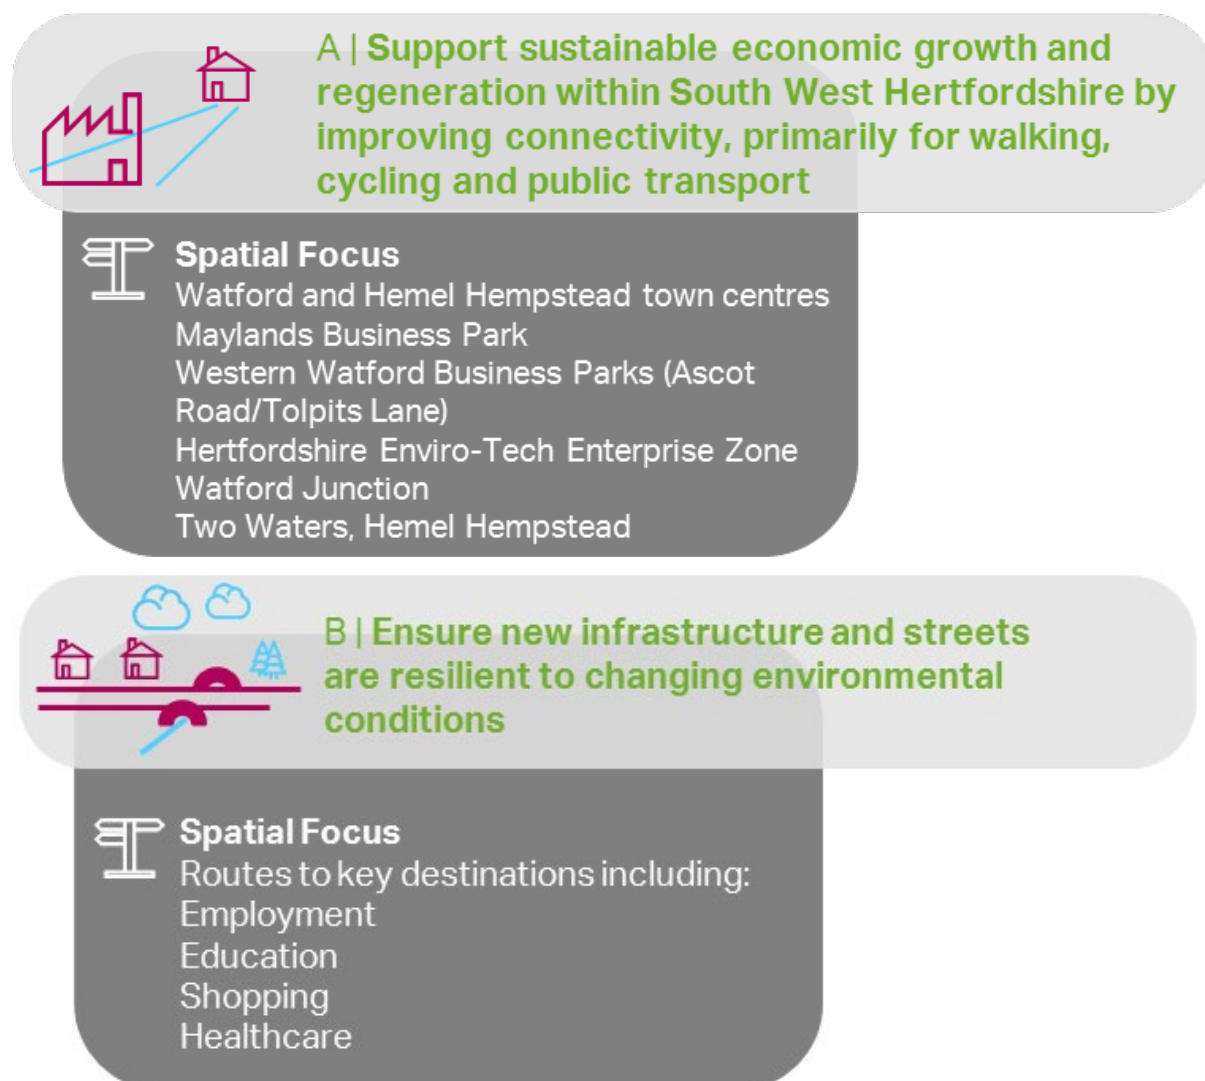 A | Support sustainable economic growth and
regeneration within South West Hertfordshire by
improving connectivity, primarily for walking,
cycling and public transport
Spatial Focus
Watford and Hemel Hempstead town centres
Maylands Business Park
Western Watford Business Parks (Ascot
Road/Tolpits Lane)
Hertfordshire Enviro-Tech Enterprise Zone
Watford Junction
Two Waters, Hemel Hempstead
B | Ensure new infrastructure and streets
are resilient to changing environmental
conditions
Spatial Focus
Routes to key destinations including:
Employment
Education
Shopping
Healthcare